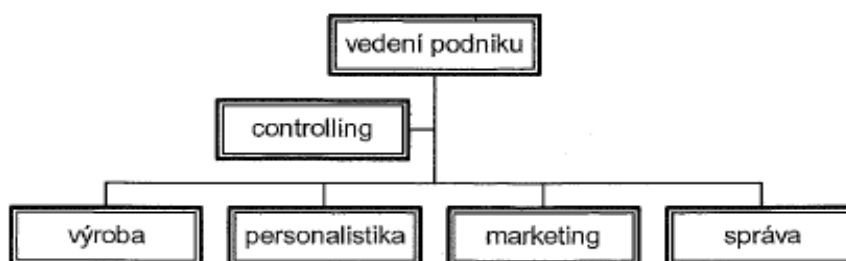 vedení podniku
controlling
výroba
personalistika
marketing
správa